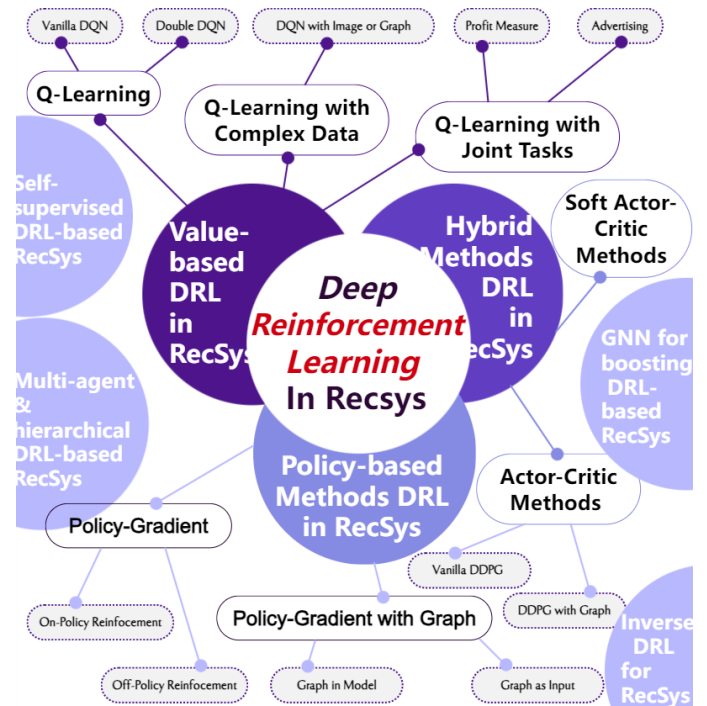 Vanilla DQN
Double DQN
DQN with Image or Graph
Profit Measure
Advertising
Q-Learning
Q-Learning with
Complex Data
Q-Learning with
Joint Tasks
Self-
supervised
DRL-based
RecSys
Value-
based
DRL
in
RecSys
Hybrid
Methods
DRL
in
RecSys
Soft Actor-
Critic
Methods
Deep
Reinforcement
Learning
In Recsys
GNN for
boosting
DRL-
based
RecSys
Multi-agent
&
hierarchical
DRL-based
RecSys
Policy-based
Methods DRL
in RecSys
Actor-Critic
Methods
Policy-Gradient
Vanilla DDPG
DDPG with Graph
On-Policy Reinfocement
Policy-Gradient with Graph
Inverse
DRL
for
RecSys
Off-Policy Reinfocement
Graph in Model
Graph as Input